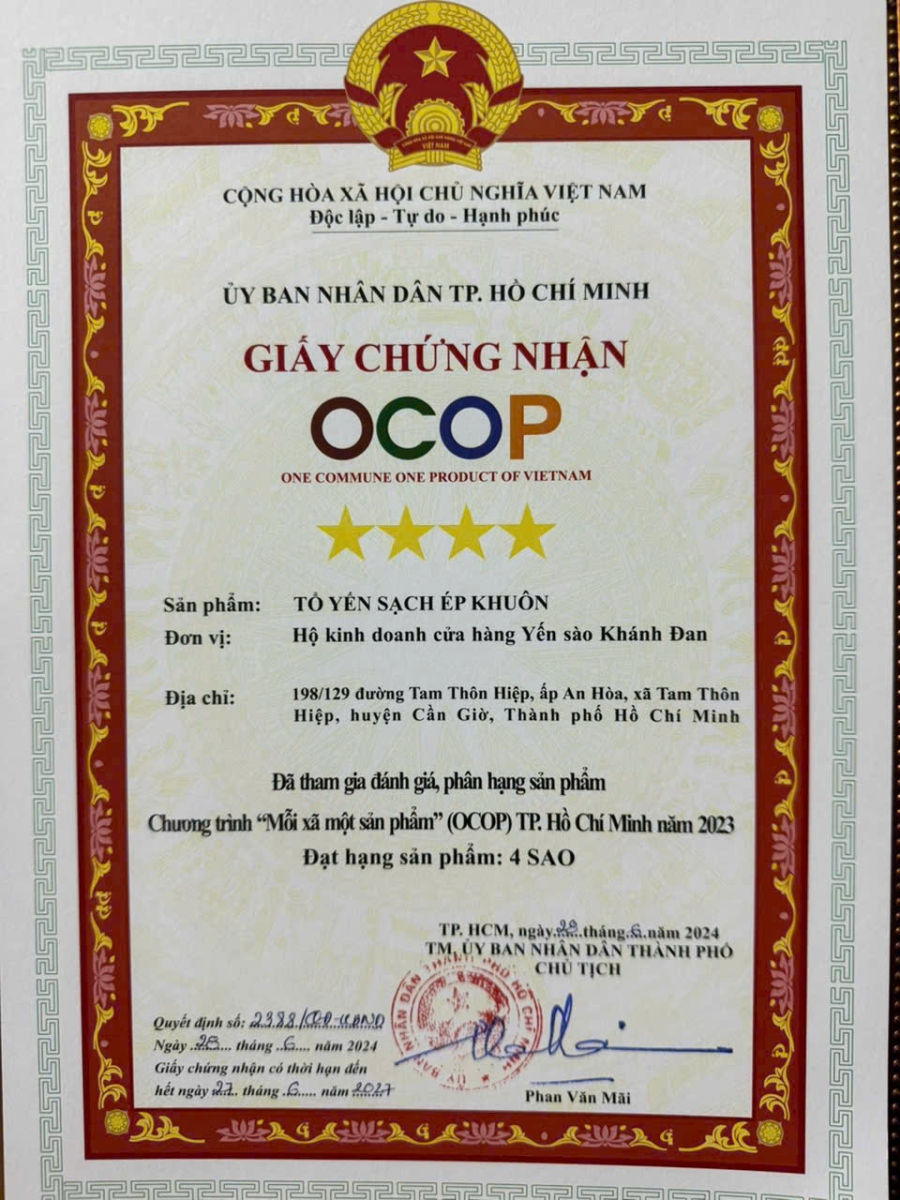 VIỆT NAM
CỘNG HÒA XÃ HỘI CHỦ NGHĨA VIỆT NAM
Độc lập - Tự do - Hạnh phúc
ỦY BAN NHÂN DÂN TP. HỒ CHÍ MINH
GIẤY CHỨNG NHẬN
OCOP
ONE COMMUNE ONE PRODUCT OF VIETNAM
Sản phẩm: TỔ YẾN SẠCH ÉP KHUÔN
Đơn vị: Hộ kinh doanh cửa hàng Yến sào Khánh Đan
Địa chỉ: 198/129 đường Tam Thôn Hiệp, ấp An Hòa, xã Tam Thôn
Hiệp, huyện Cần Giờ, Thành phố Hồ Chí Minh
Đã tham gia đánh giá, phân hạng sản phẩm
Chương trình “Mỗi xã một sản phẩm” (OCOP) TP. Hồ Chí Minh năm 2023
Đạt hạng sản phẩm: 4 SAO
TP. HCM, ngày 28 tháng 6 năm 2024
TM. ỦY BAN NHÂN DÂN THÀNH PHỐ
CHỦ TỊCH
Quyết định số: 2388/QĐ-UBND
Ngày 28 tháng 6 năm 2024
Giấy chứng nhận có thời hạn đến
hết ngày 27 tháng 6 năm 2027
Phan Văn Mãi